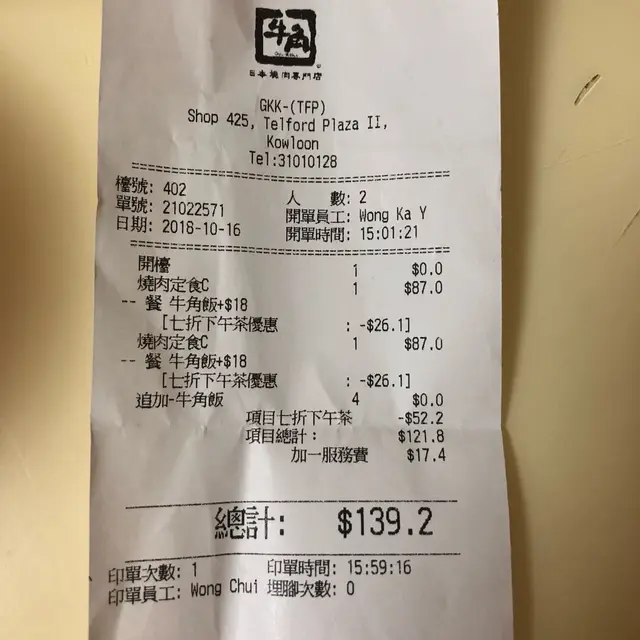 牛角
日本燒肉專門店
GKK-(TFP)
Shop 425, Telford Plaza II,
Kowloon
Tel:31010128
檯號: 402 人 數: 2
單號: 21022571 開單員工: Wong Ka Y
日期: 2018-10-16 開單時間: 15:01:21
開檯 1 $0.0
燒肉定食C 1 $87.0
-- 餐 牛角飯+$18
[七折下午茶優惠 : -$26.1]
燒肉定食C 1 $87.0
-- 餐 牛角飯+$18
[七折下午茶優惠 : -$26.1]
追加-牛角飯 4 $0.0
項目七折下午茶 -$52.2
項目總計: $121.8
加一服務費 $17.4
總計: $139.2
印單次數: 1 印單時間: 15:59:16
印單員工: Wong Chui 埋腳次數: 0